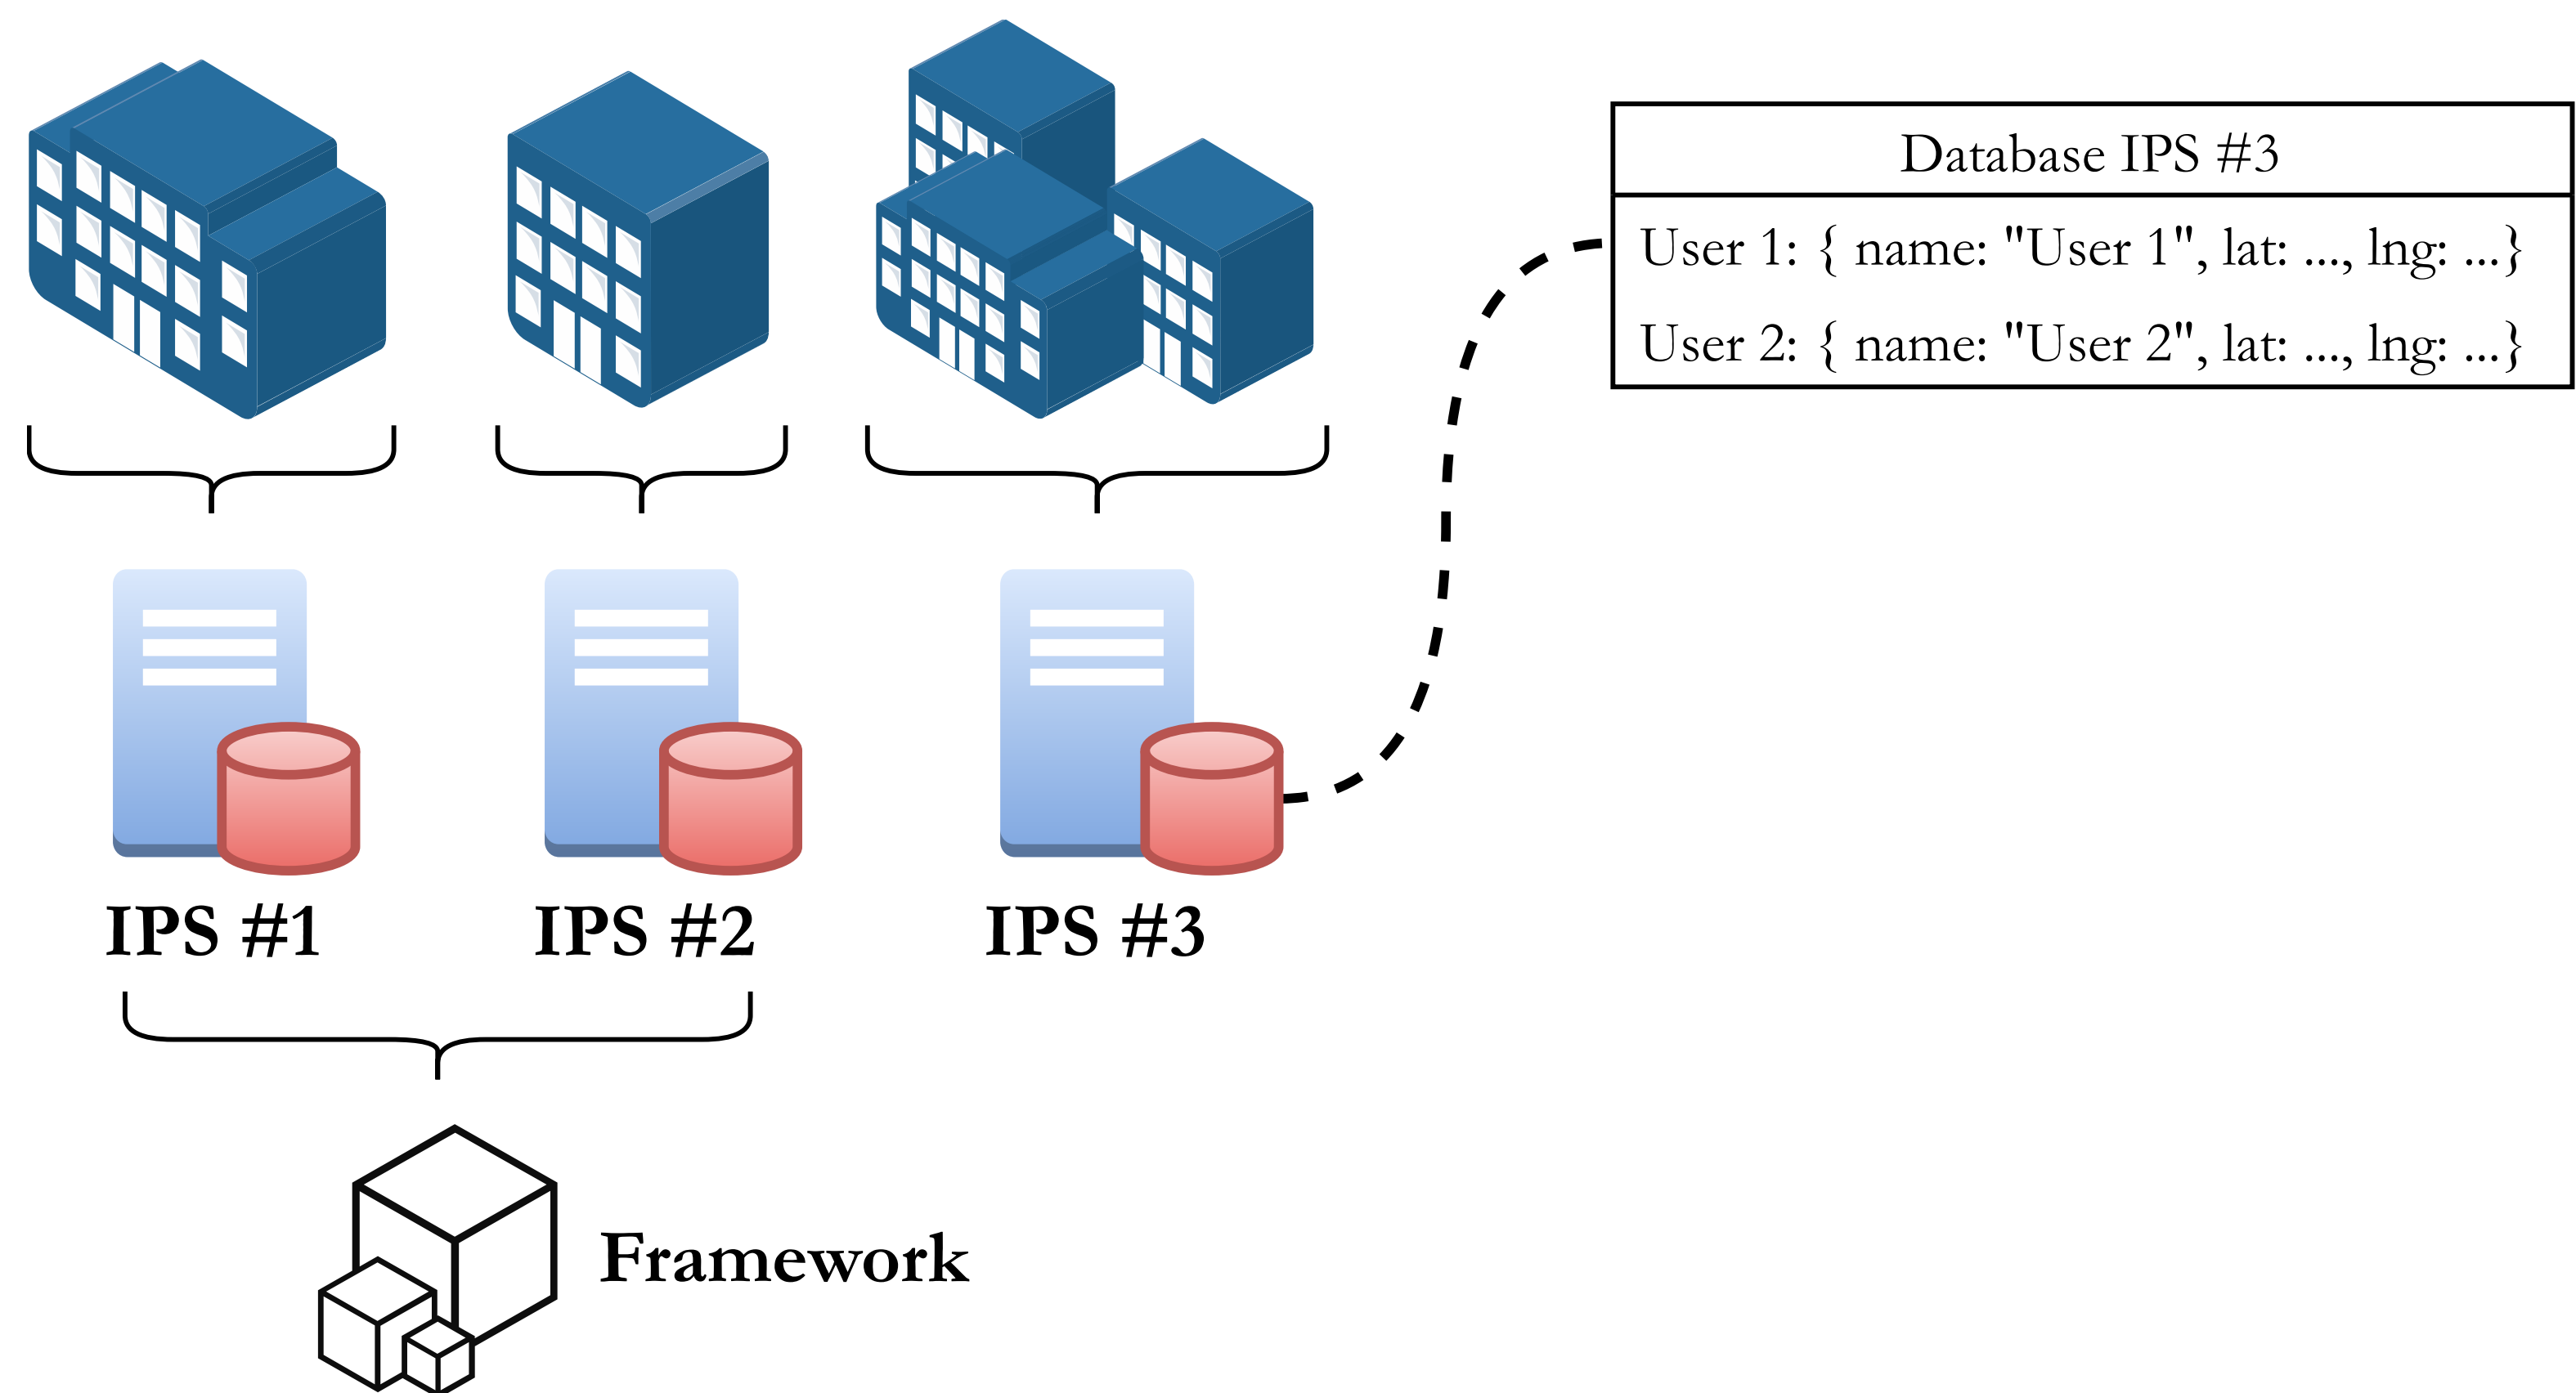 Database IPS #3
User 1: { name: "User 1", lat: ..., lng: ...}
User 2: { name: "User 2", lat: ..., lng: ...}
IPS #1
IPS #2
IPS #3
Framework